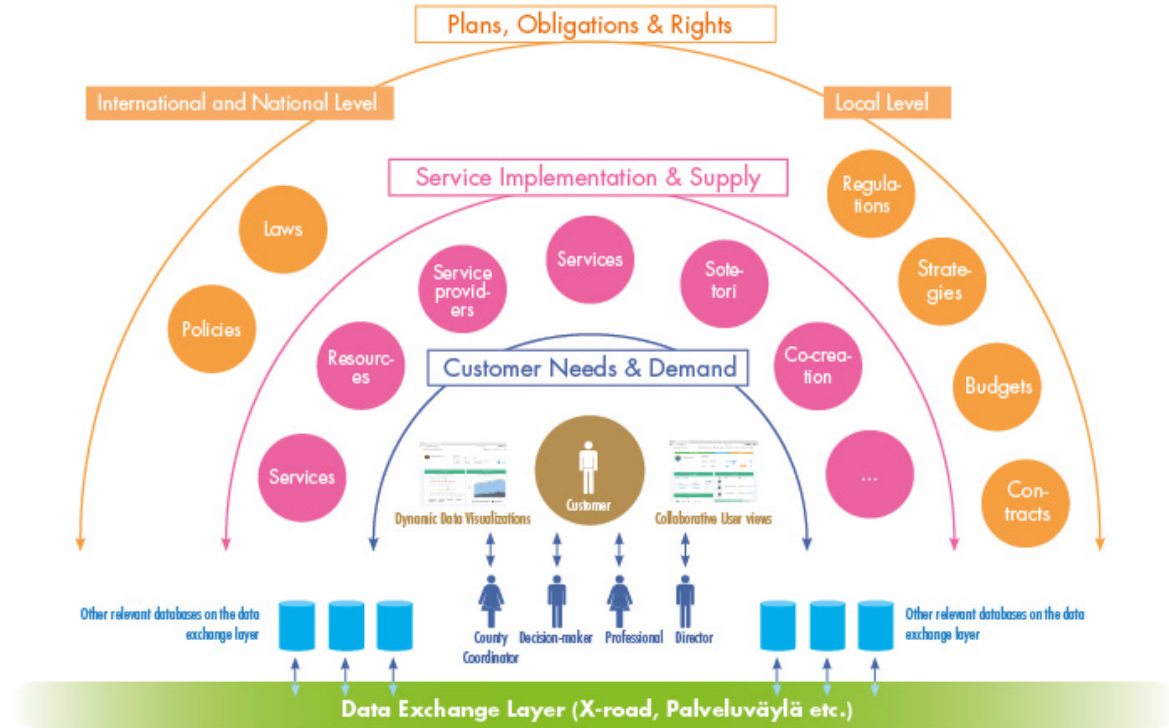 Plans, Obligations & Rights
International and National Level
Local Level
Service Implementation & Supply
Regula-
tions
Laws
Services
Strate-
gies
Service
provid-
ers
Sote-
tori
Policies
Customer Needs & Demand
Resourc-
es
Co-crea-
tion
Budgets
Services
...
Con-
tracts
Customer
Dynamic Data Visualizations
Collaborative User views
Other relevant databases on the data
exchange layer
County
Coordinator
Decision-maker
Professional
Director
Other relevant databases on the data
exchange layer
Data Exchange Layer (X-road, Palveluväylä etc.)